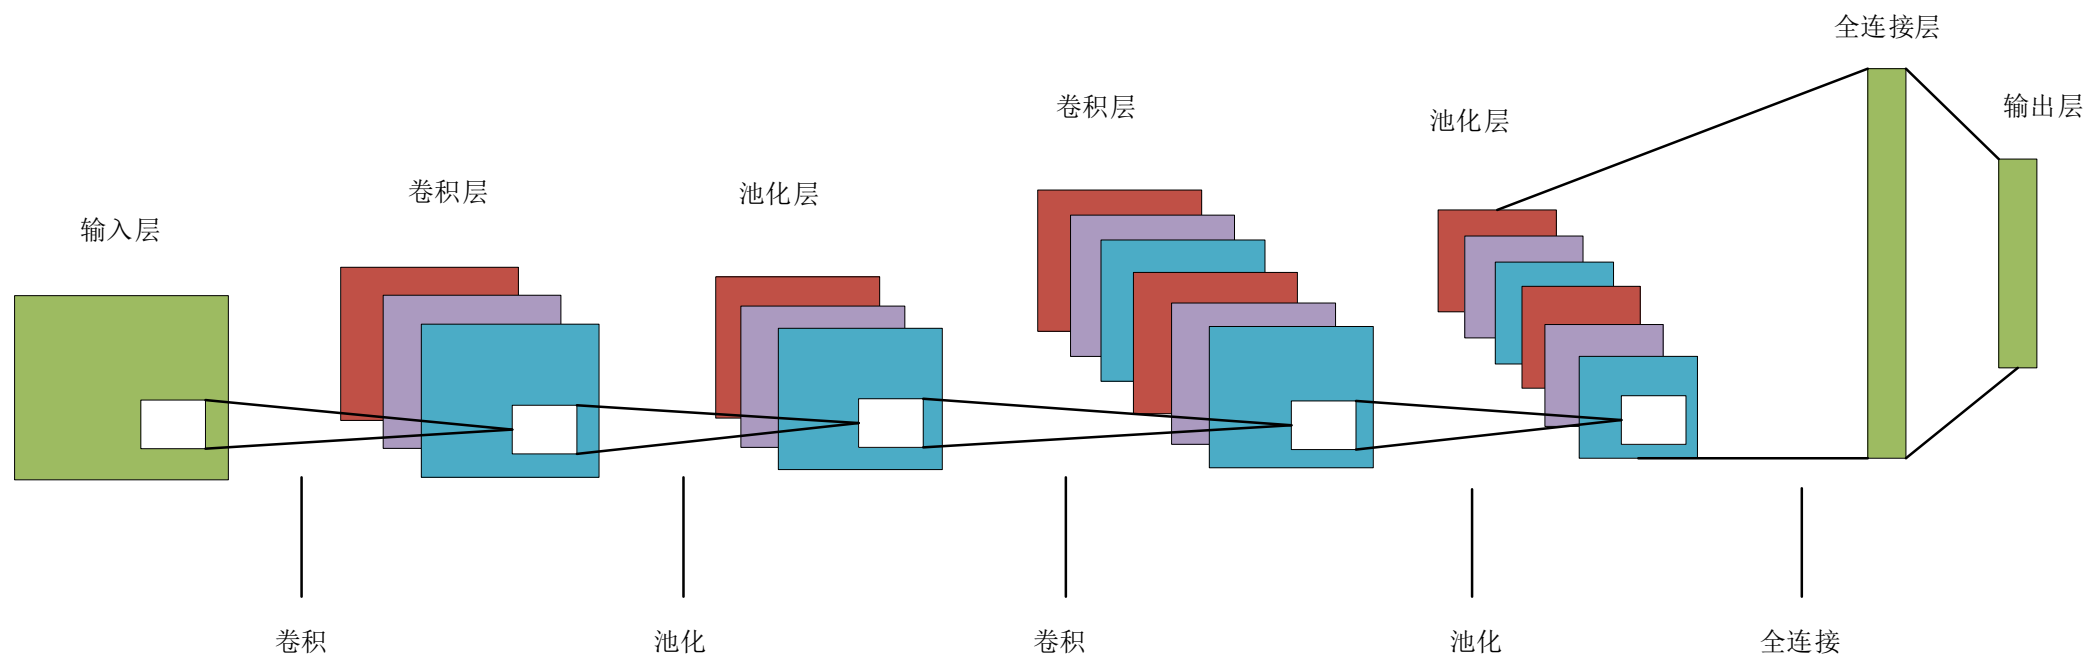 输入层
卷积层
池化层
卷积层
池化层
全连接层
输出层
卷积
池化
卷积
池化
全连接